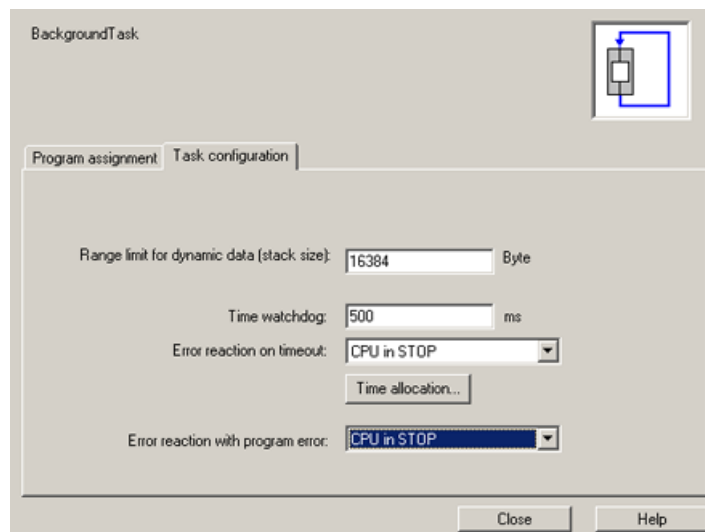 BackgroundTask
Program assignment Task configuration
Range limit for dynamic data (stack size): 16384 Byte
Time watchdog: 500 ms
Error reaction on timeout: CPU in STOP
Time allocation...
Error reaction with program error: CPU in STOP
Close Help